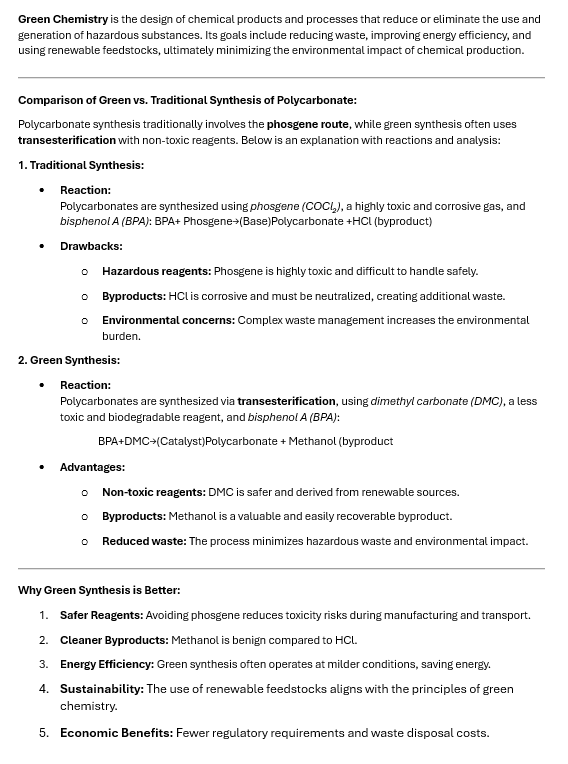 Green Chemistry is the design of chemical products and processes that reduce or eliminate the use and
generation of hazardous substances. Its goals include reducing waste, improving energy efficiency, and
using renewable feedstocks, ultimately minimizing the environmental impact of chemical production.
Comparison of Green vs. Traditional Synthesis of Polycarbonate:
Polycarbonate synthesis traditionally involves the phosgene route, while green synthesis often uses
transesterification with non-toxic reagents. Below is an explanation with reactions and analysis:
1. Traditional Synthesis:
• Reaction:
Polycarbonates are synthesized using phosgene (COCl₂), a highly toxic and corrosive gas, and
bisphenol A (BPA): BPA+ Phosgene→(Base)Polycarbonate +HCl (byproduct)
• Drawbacks:
o Hazardous reagents: Phosgene is highly toxic and difficult to handle safely.
o Byproducts: HCl is corrosive and must be neutralized, creating additional waste.
o Environmental concerns: Complex waste management increases the environmental
burden.
2. Green Synthesis:
• Reaction:
Polycarbonates are synthesized via transesterification, using dimethyl carbonate (DMC), a less
toxic and biodegradable reagent, and bisphenol A (BPA):
BPA+DMC→(Catalyst)Polycarbonate + Methanol (byproduct
• Advantages:
o Non-toxic reagents: DMC is safer and derived from renewable sources.
o Byproducts: Methanol is a valuable and easily recoverable byproduct.
o Reduced waste: The process minimizes hazardous waste and environmental impact.
Why Green Synthesis is Better:
1. Safer Reagents: Avoiding phosgene reduces toxicity risks during manufacturing and transport.
2. Cleaner Byproducts: Methanol is benign compared to HCl.
3. Energy Efficiency: Green synthesis often operates at milder conditions, saving energy.
4. Sustainability: The use of renewable feedstocks aligns with the principles of green
chemistry.
5. Economic Benefits: Fewer regulatory requirements and waste disposal costs.